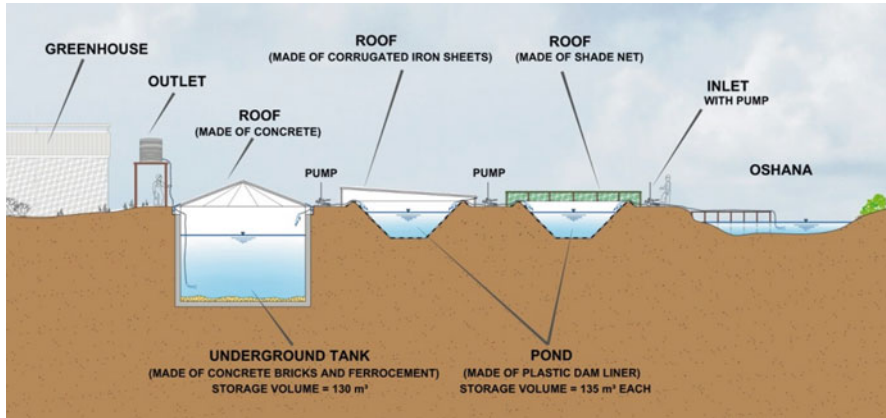 GREENHOUSE
OUTLET
ROOF
(MADE OF CONCRETE)
ROOF
(MADE OF CORRUGATED IRON SHEETS)
ROOF
(MADE OF SHADE NET)
INLET
WITH PUMP
PUMP
PUMP
OSHANA
UNDERGROUND TANK
(MADE OF CONCRETE BRICKS AND FERROCEMENT)
STORAGE VOLUME = 130 m³
POND
(MADE OF PLASTIC DAM LINER)
STORAGE VOLUME = 135 m³ EACH